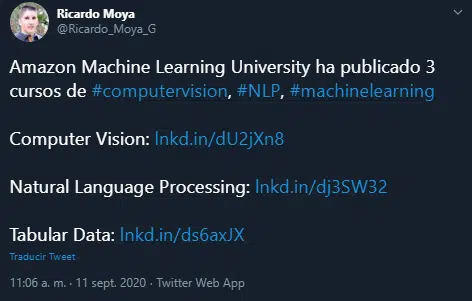 Ricardo Moya
@Ricardo_Moya_G
Amazon Machine Learning University ha publicado 3
cursos de #computervision, #NLP, #machinelearning
Computer Vision: lnkd.in/dU2jXn8
Natural Language Processing: lnkd.in/dj3SW32
Tabular Data: lnkd.in/ds6axJX
Traducir Tweet
11:06 a. m. · 11 sept. 2020 · Twitter Web App